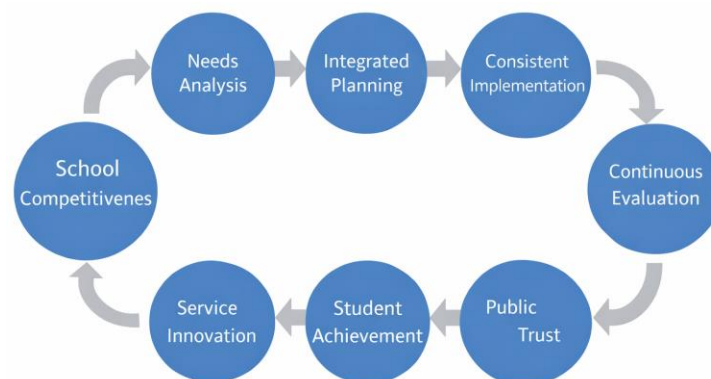 Needs
Analysis
Integrated
Planning
Consistent
Implementation
Continuous
Evaluation
Public
Trust
Student
Achievement
Service
Innovation
School
Competitivenes